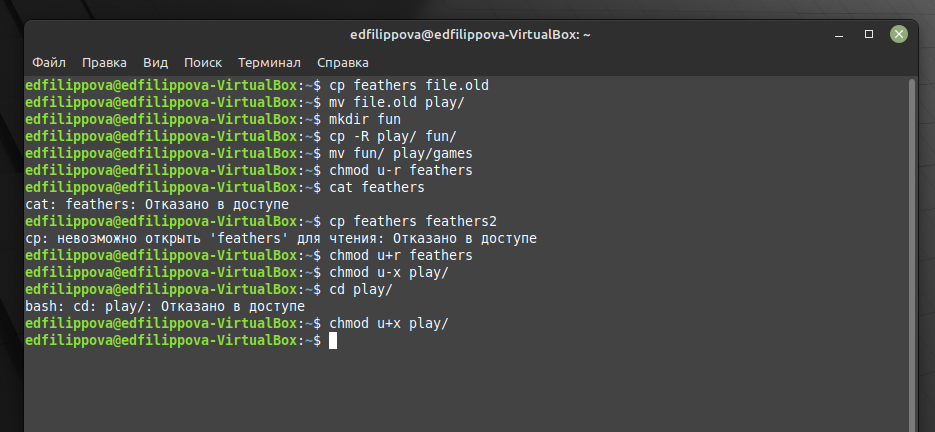 edfilippova@edfilippova-VirtualBox: ~
Файл Правка Вид Поиск Терминал Справка
edfilippova@edfilippova-VirtualBox:~$ cp feathers file.old
edfilippova@edfilippova-VirtualBox:~$ mv file.old play/
edfilippova@edfilippova-VirtualBox:~$ mkdir fun
edfilippova@edfilippova-VirtualBox:~$ cp -R play/ fun/
edfilippova@edfilippova-VirtualBox:~$ mv fun/ play/games
edfilippova@edfilippova-VirtualBox:~$ chmod u-r feathers
edfilippova@edfilippova-VirtualBox:~$ cat feathers
cat: feathers: Отказано в доступе
edfilippova@edfilippova-VirtualBox:~$ cp feathers feathers2
cp: невозможно открыть 'feathers' для чтения: Отказано в доступе
edfilippova@edfilippova-VirtualBox:~$ chmod u+r feathers
edfilippova@edfilippova-VirtualBox:~$ chmod u-x play/
edfilippova@edfilippova-VirtualBox:~$ cd play/
bash: cd: play/: Отказано в доступе
edfilippova@edfilippova-VirtualBox:~$ chmod u+x play/
edfilippova@edfilippova-VirtualBox:~$